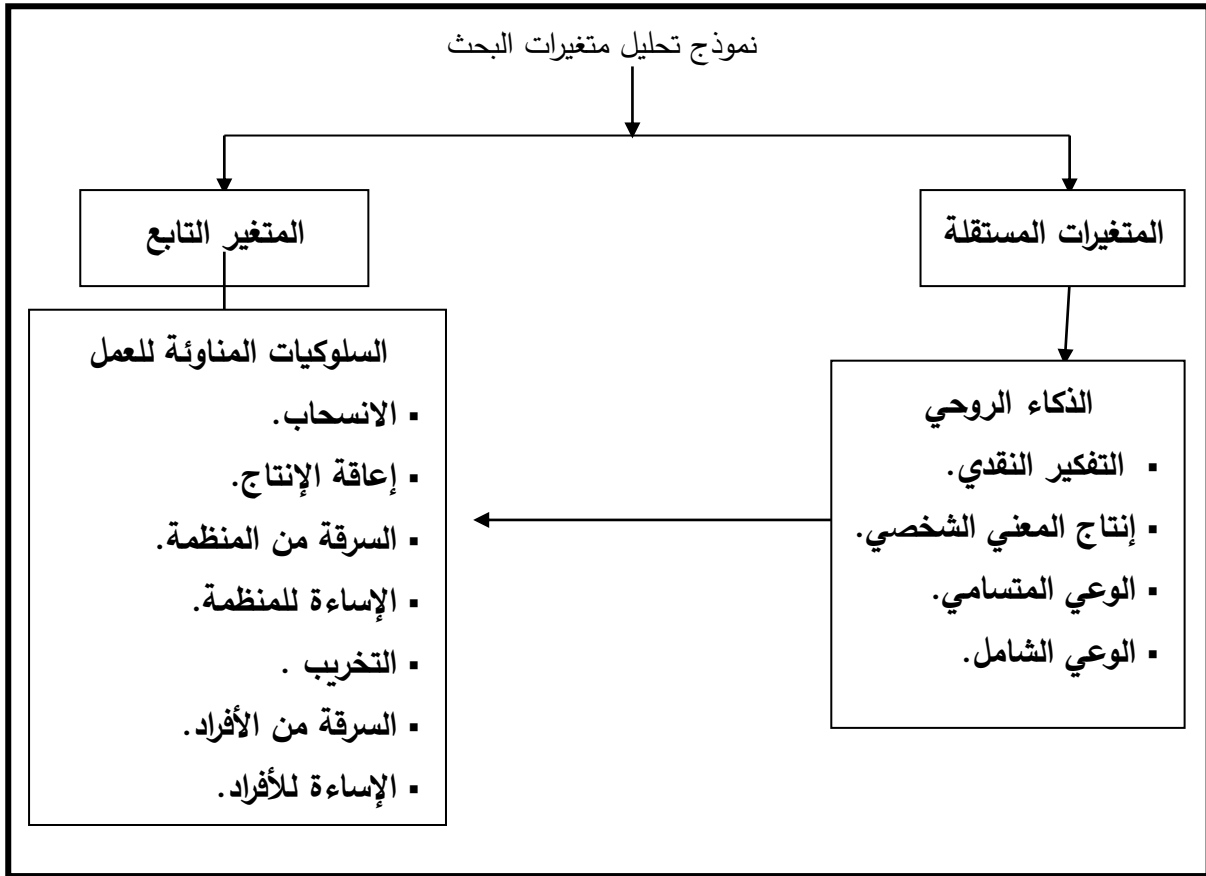 نموذج تحليل متغيرات البحث
المتغيرات المستقلة
المتغير التابع
الذكاء الروحي
▪ التفكير النقدي.
▪ إنتاج المعني الشخصي.
▪ الوعي المتسامي.
▪ الوعي الشامل.
السلوكيات المناوئة للعمل
▪ الانسحاب.
▪ إعاقة الإنتاج.
▪ السرقة من المنظمة.
▪ الإساءة للمنظمة.
▪ التخريب .
▪ السرقة من الأفراد.
▪ الإساءة للأفراد.